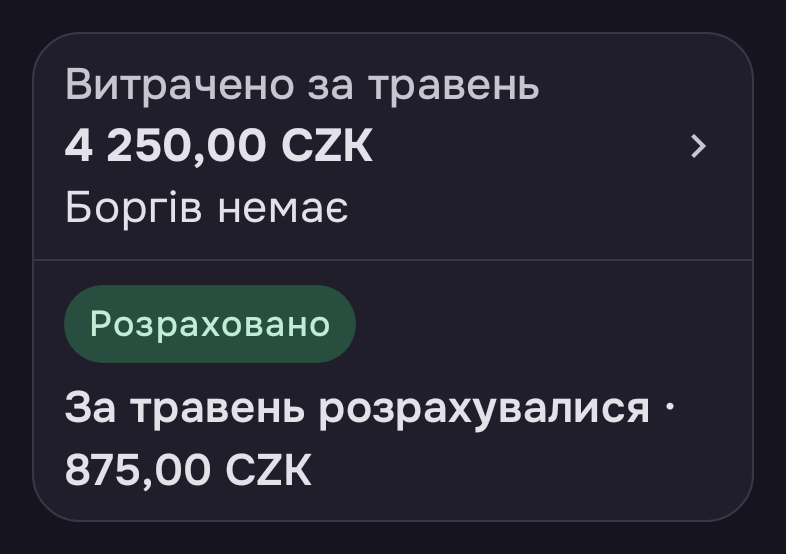 Витрачено за травень
4 250,00 CZK
Боргів немає
Розраховано
За травень розрахувалися ·
875,00 CZK